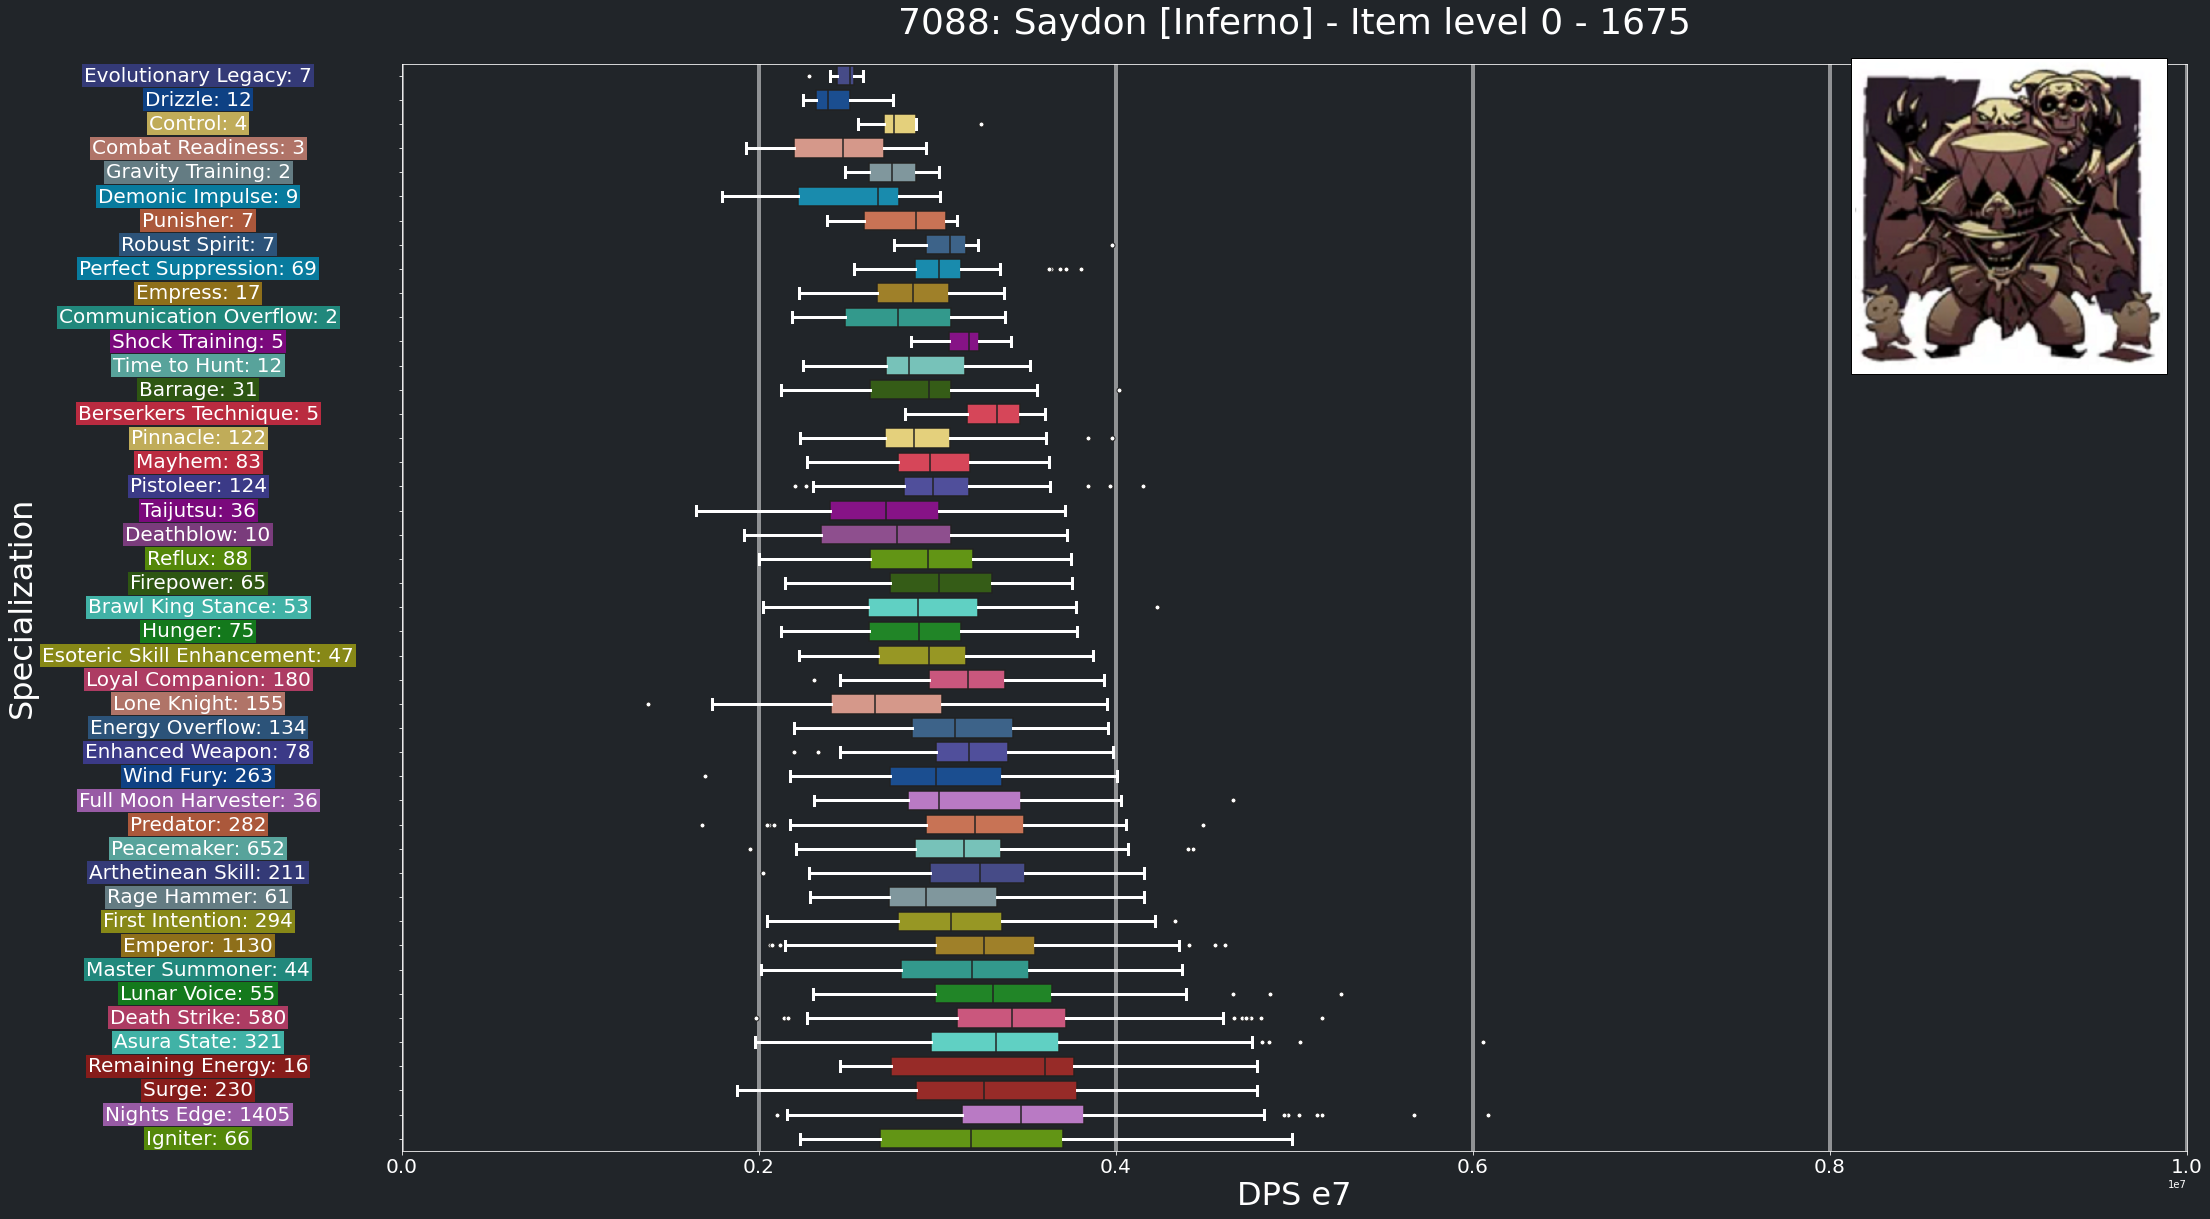 7088: Saydon [Inferno] - Item level 0 - 1675
Specialization
Evolutionary Legacy: 7
Drizzle: 12
Control: 4
Combat Readiness: 3
Gravity Training: 2
Demonic Impulse: 9
Punisher: 7
Robust Spirit: 7
Perfect Suppression: 69
Empress: 17
Communication Overflow: 2
Shock Training: 5
Time to Hunt: 12
Barrage: 31
Berserkers Technique: 5
Pinnacle: 122
Mayhem: 83
Pistoleer: 124
Taijutsu: 36
Deathblow: 10
Reflux: 88
Firepower: 65
Brawl King Stance: 53
Hunger: 75
Esoteric Skill Enhancement: 47
Loyal Companion: 180
Lone Knight: 155
Energy Overflow: 134
Enhanced Weapon: 78
Wind Fury: 263
Full Moon Harvester: 36
Predator: 282
Peacemaker: 652
Arthetinean Skill: 211
Rage Hammer: 61
First Intention: 294
Emperor: 1130
Master Summoner: 44
Lunar Voice: 55
Death Strike: 580
Asura State: 321
Remaining Energy: 16
Surge: 230
Nights Edge: 1405
Igniter: 66
0.0 0.2 0.4 0.6 0.8 1.0
1e7
DPS e7